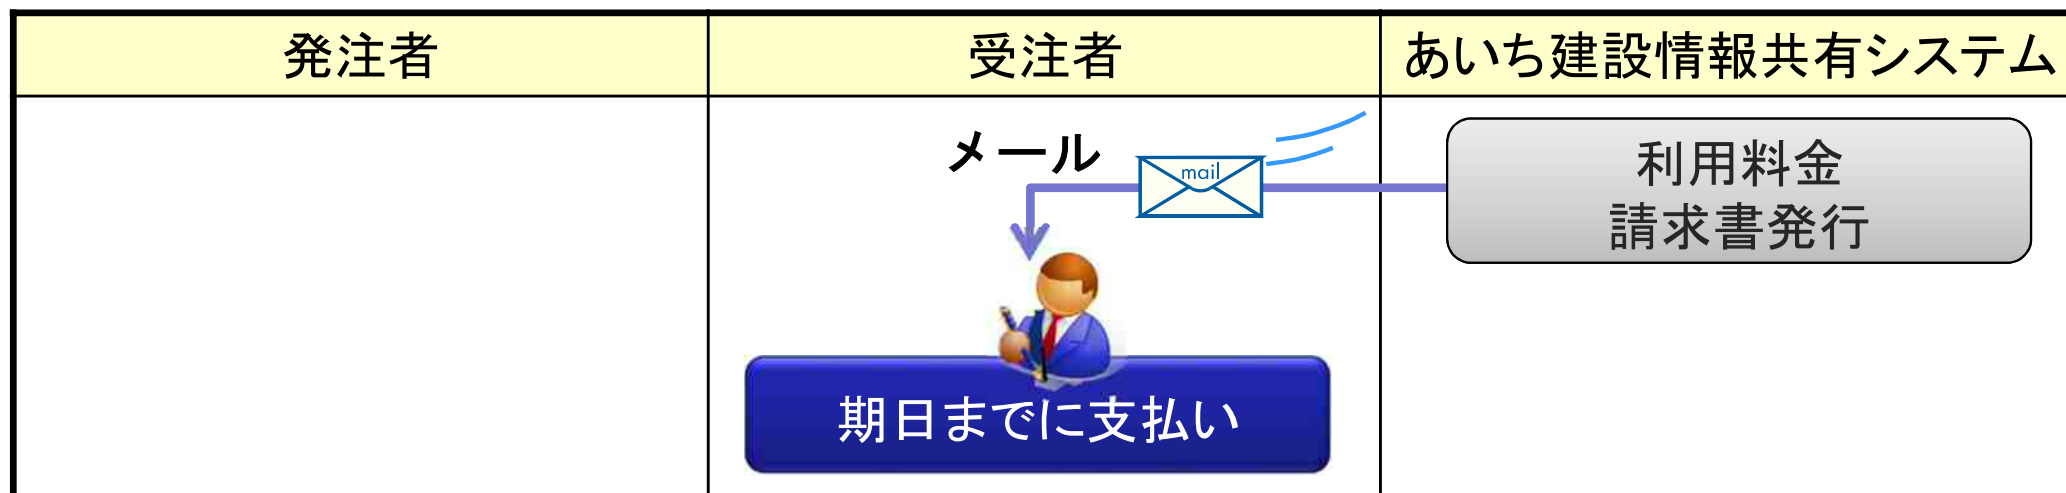 発注者
受注者
あいち建設情報共有システム
メール
mail
利用料金
請求書発行
期日までに支払い